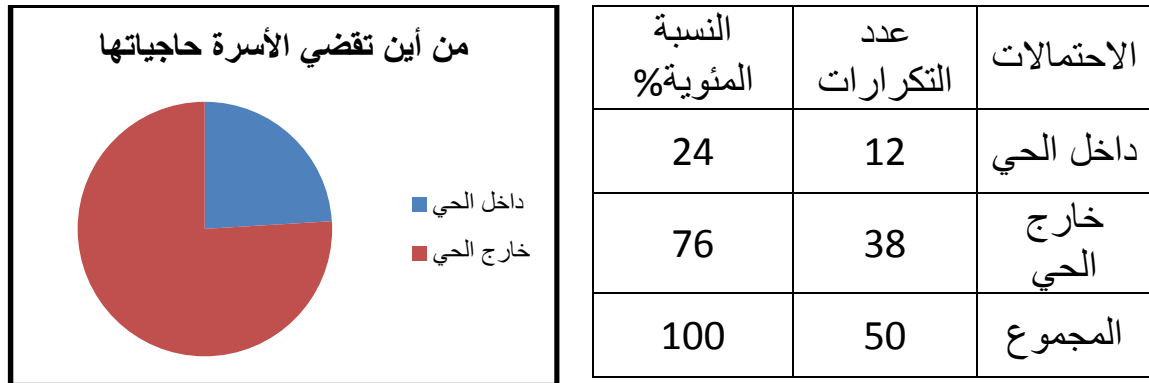 من أين تقضي الأسرة حاجياتها
داخل الحي
خارج الحي
الاحتمالات
عدد
التكرارات
النسبة
المئوية%
داخل الحي
12
24
خارج
الحي
38
76
المجموع
50
100